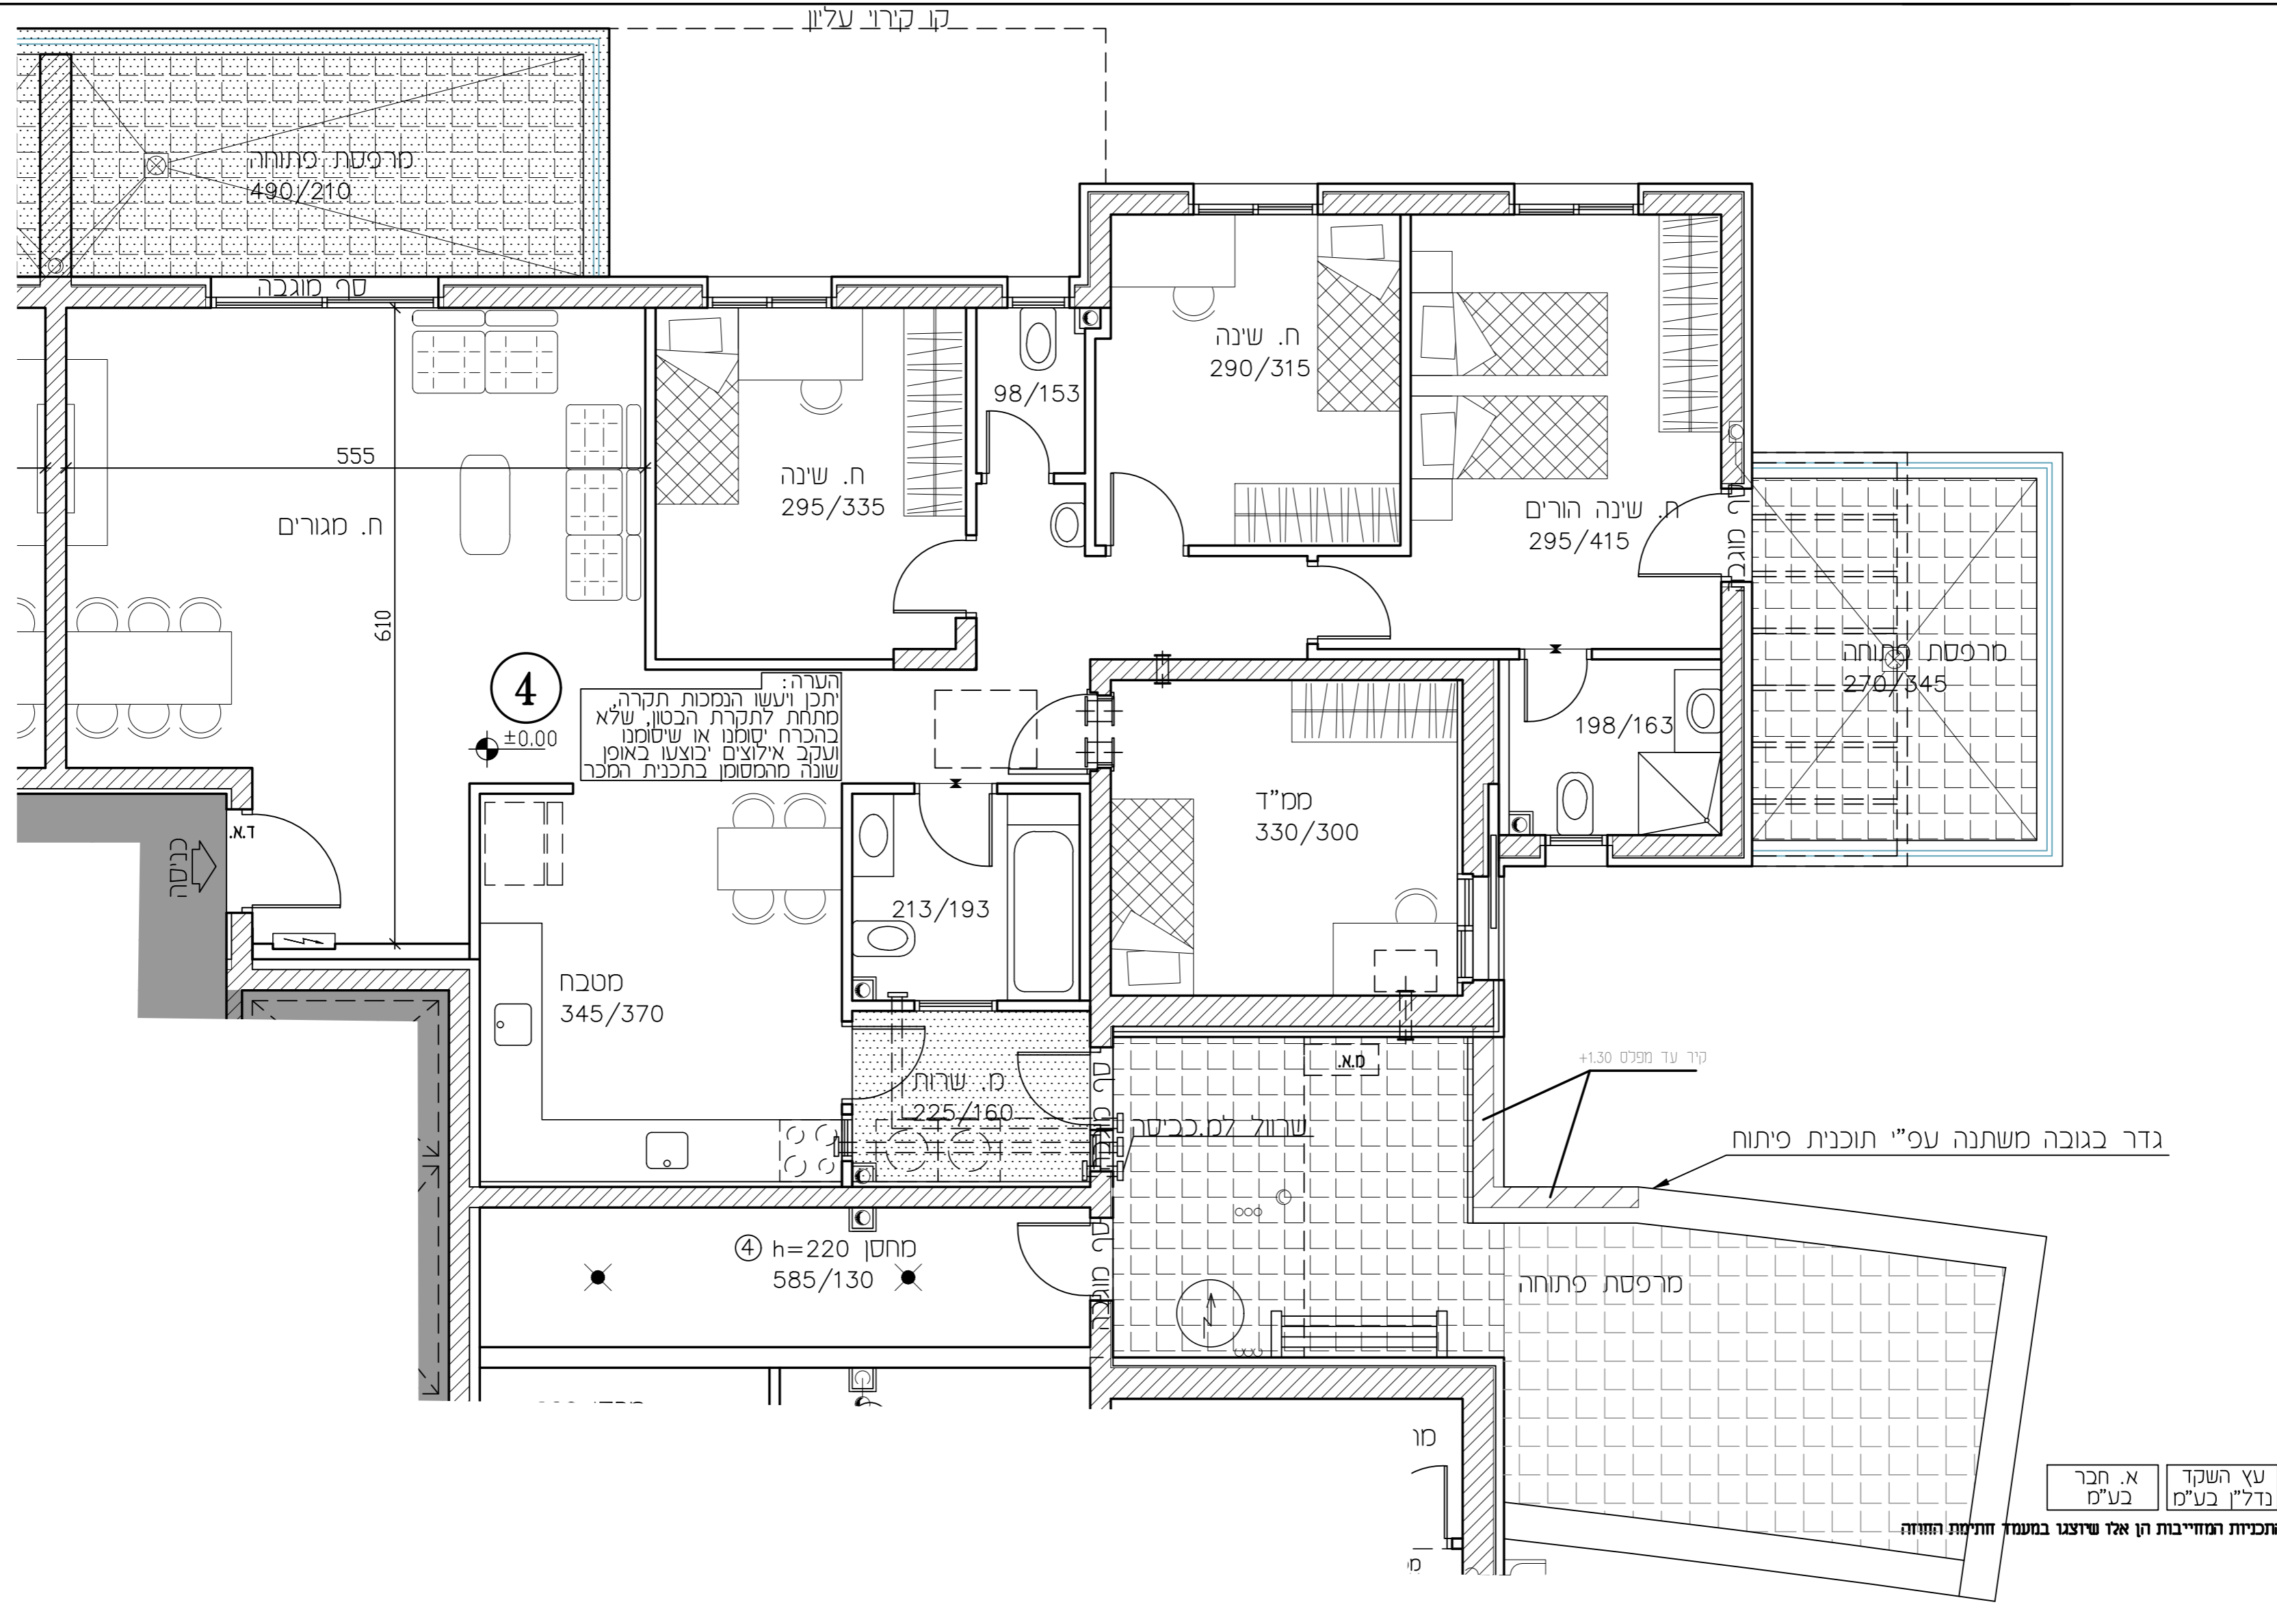 קו קירוי עליון
מרפסת פתוחה
490/210
סף מוגבה
ח. שינה
290/315
98/153
555
ח. שינה
295/335
ח. מגורים
ח. שינה הורים
295/415
סף מוגבה
610
מרפסת פתוחה
270/345
4
±0.00
הערה:
יתכן ויעשו הנמכות תקרה,
מתחת לתקרת הבטון, שלא
בהכרח יסומנו או שיסומנו
ועקב אילוצים יבוצעו באופן
שונה מהמסומן בתכנית המכר
198/163
ממ"ד
330/300
ד.א.
כניסה
213/193
מטבח
345/370
קיר עד מפלס 1.30+
מ.א.
מ. שרות
225/160
סף מוגבה
שרוול למ.כביסה
גדר בגובה משתנה עפ"י תוכנית פיתוח
מחסן h=220 4
585/130
סף מוגבה
מרפסת פתוחה
עץ השקד
נדל"ן בע"מ
א. חבר
בע"מ
התכניות המחייבות הן אלו שיוצגו במעמד חתימת החוזה